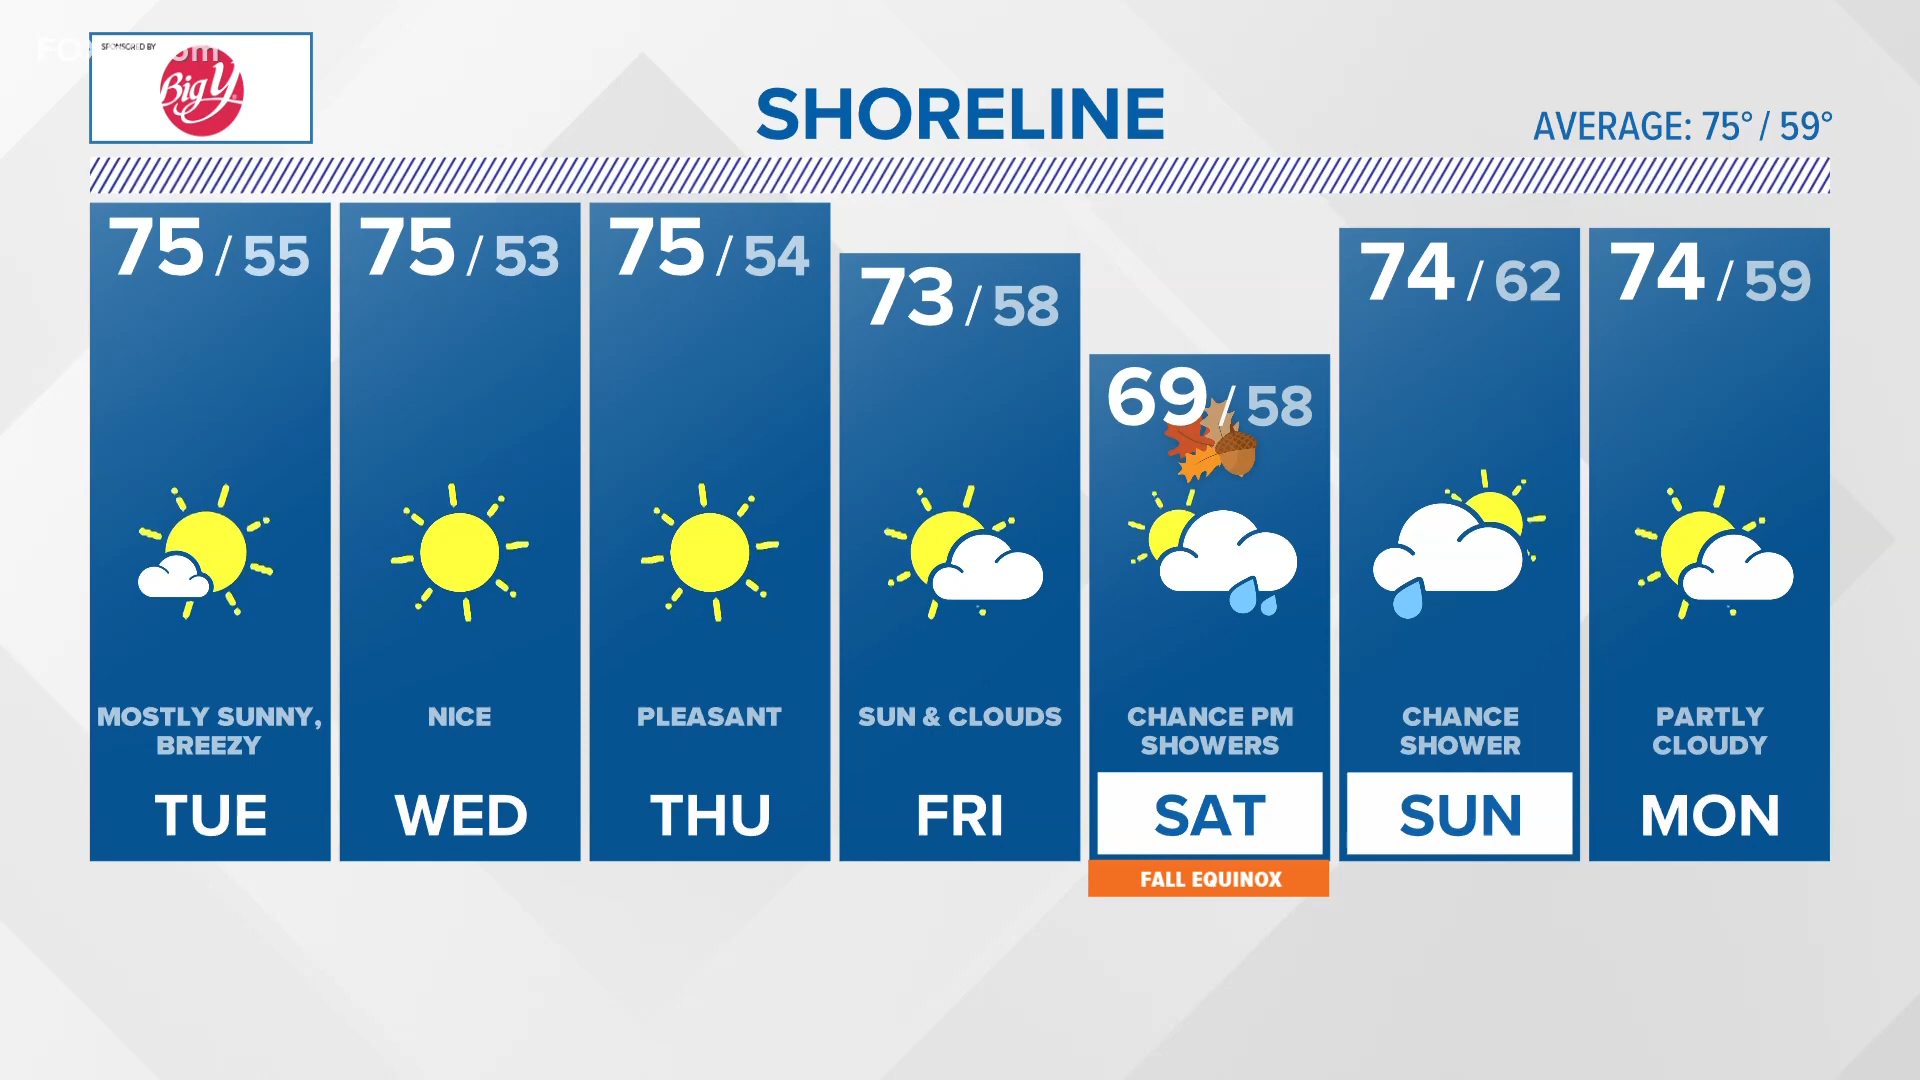 SPONSORED BY
Big Y
SHORELINE
AVERAGE: 75° / 59°
75 / 55
75 / 53
75 / 54
73 / 58
69 / 58
74 / 62
74 / 59
MOSTLY SUNNY,
BREEZY
NICE
PLEASANT
SUN & CLOUDS
CHANCE PM
SHOWERS
CHANCE
SHOWER
PARTLY
CLOUDY
TUE
WED
THU
FRI
SAT
SUN
MON
FALL EQUINOX